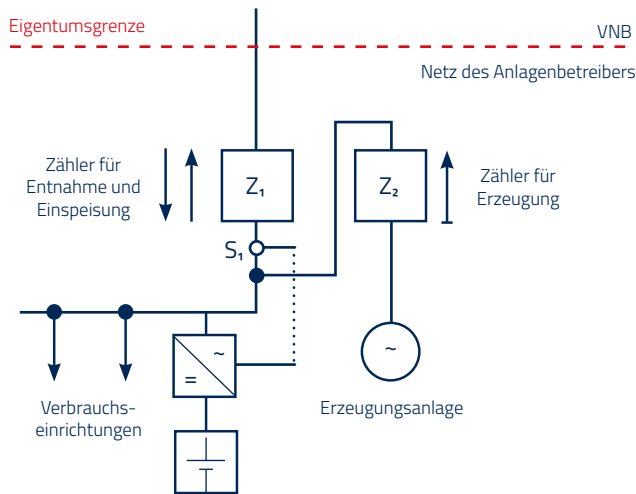 Eigentumsgrenze
VNB
Netz des Anlagenbetreibers
Zähler für
Entnahme und
Einspeisung
Z₁
Z₂
Zähler für
Erzeugung
S₁
~
=
~
Verbrauchs-
einrichtungen
Erzeugungsanlage